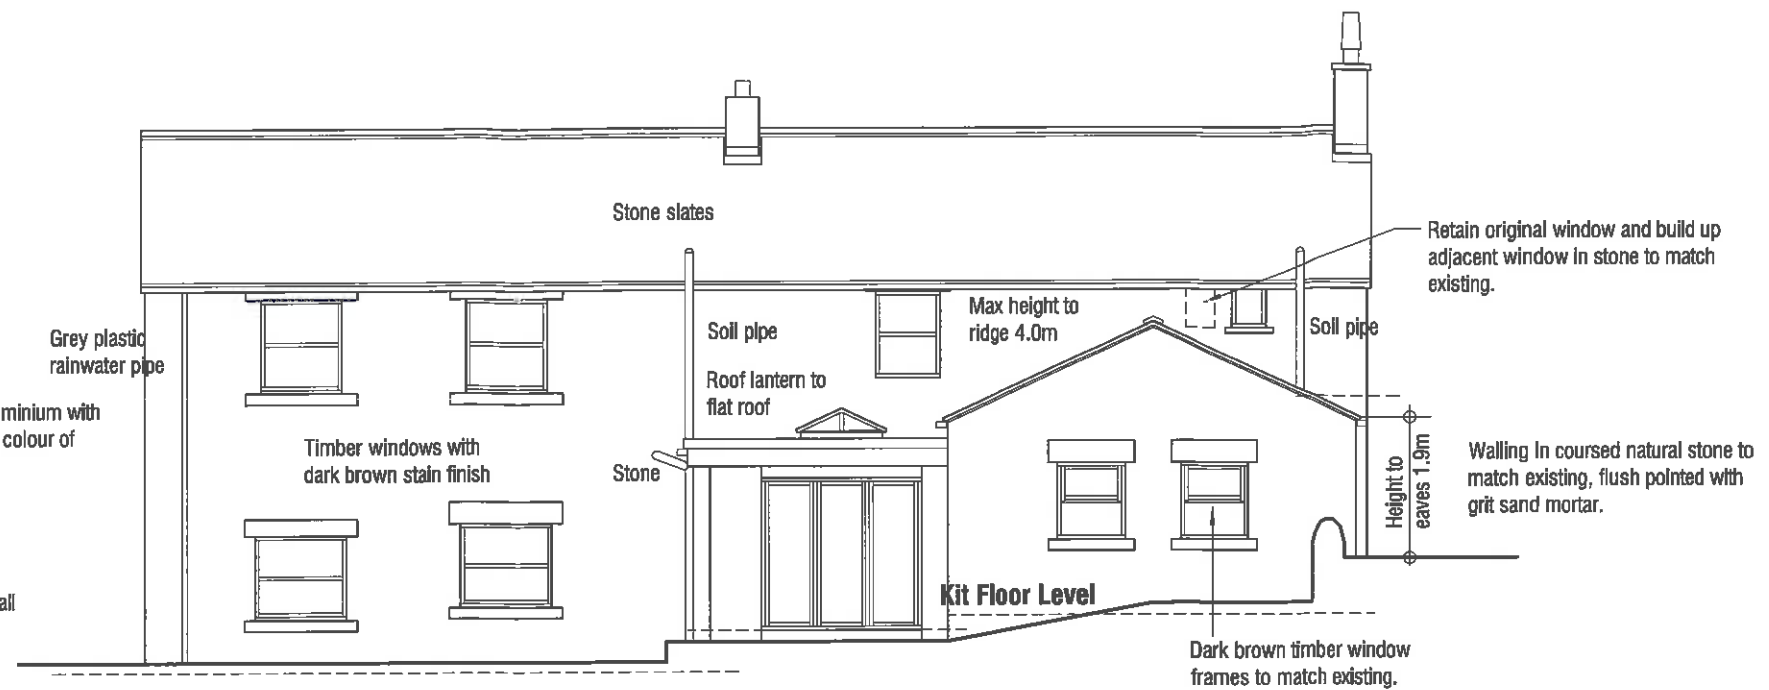 Stone slates
Retain original window and build up
adjacent window in stone to match
existing.
Grey plastic
rainwater pipe
Soil pipe
Max height to
ridge 4.0m
Soil pipe
Roof lantern to
flat roof
minium with
colour of
Timber windows with
dark brown stain finish
Stone
Height to
eaves 1.9m
Walling in coursed natural stone to
match existing, flush pointed with
grit sand mortar.
Kit Floor Level
all
Dark brown timber window
frames to match existing.